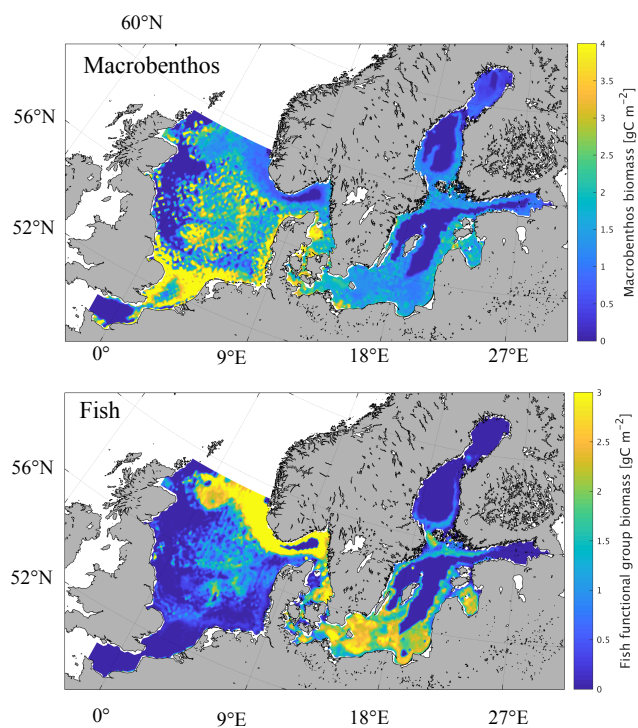 60°N
Macrobenthos
56°N
52°N
0°
9°E
18°E
27°E
4
3.5
3
2.5
2
1.5
1
0.5
0
Macrobenthos biomass [gC m⁻²]
Fish
56°N
52°N
0°
9°E
18°E
27°E
3
2.5
2
1.5
1
0.5
0
Fish functional group biomass [gC m⁻²]